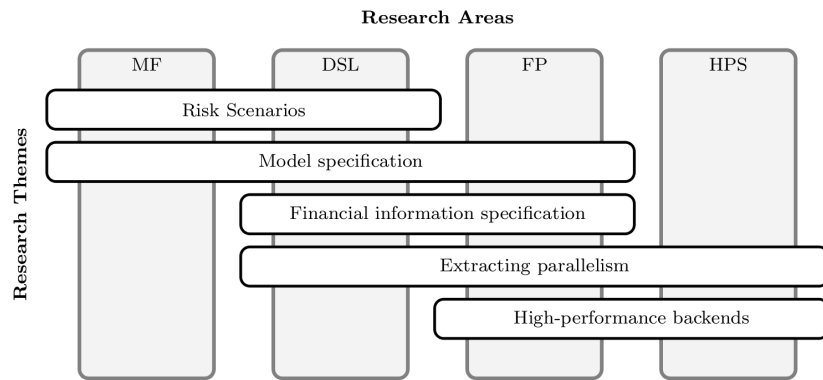 Research Areas
MF DSL FP HPS
Risk Scenarios
Model specification
Financial information specification
Extracting parallelism
High-performance backends
Research Themes